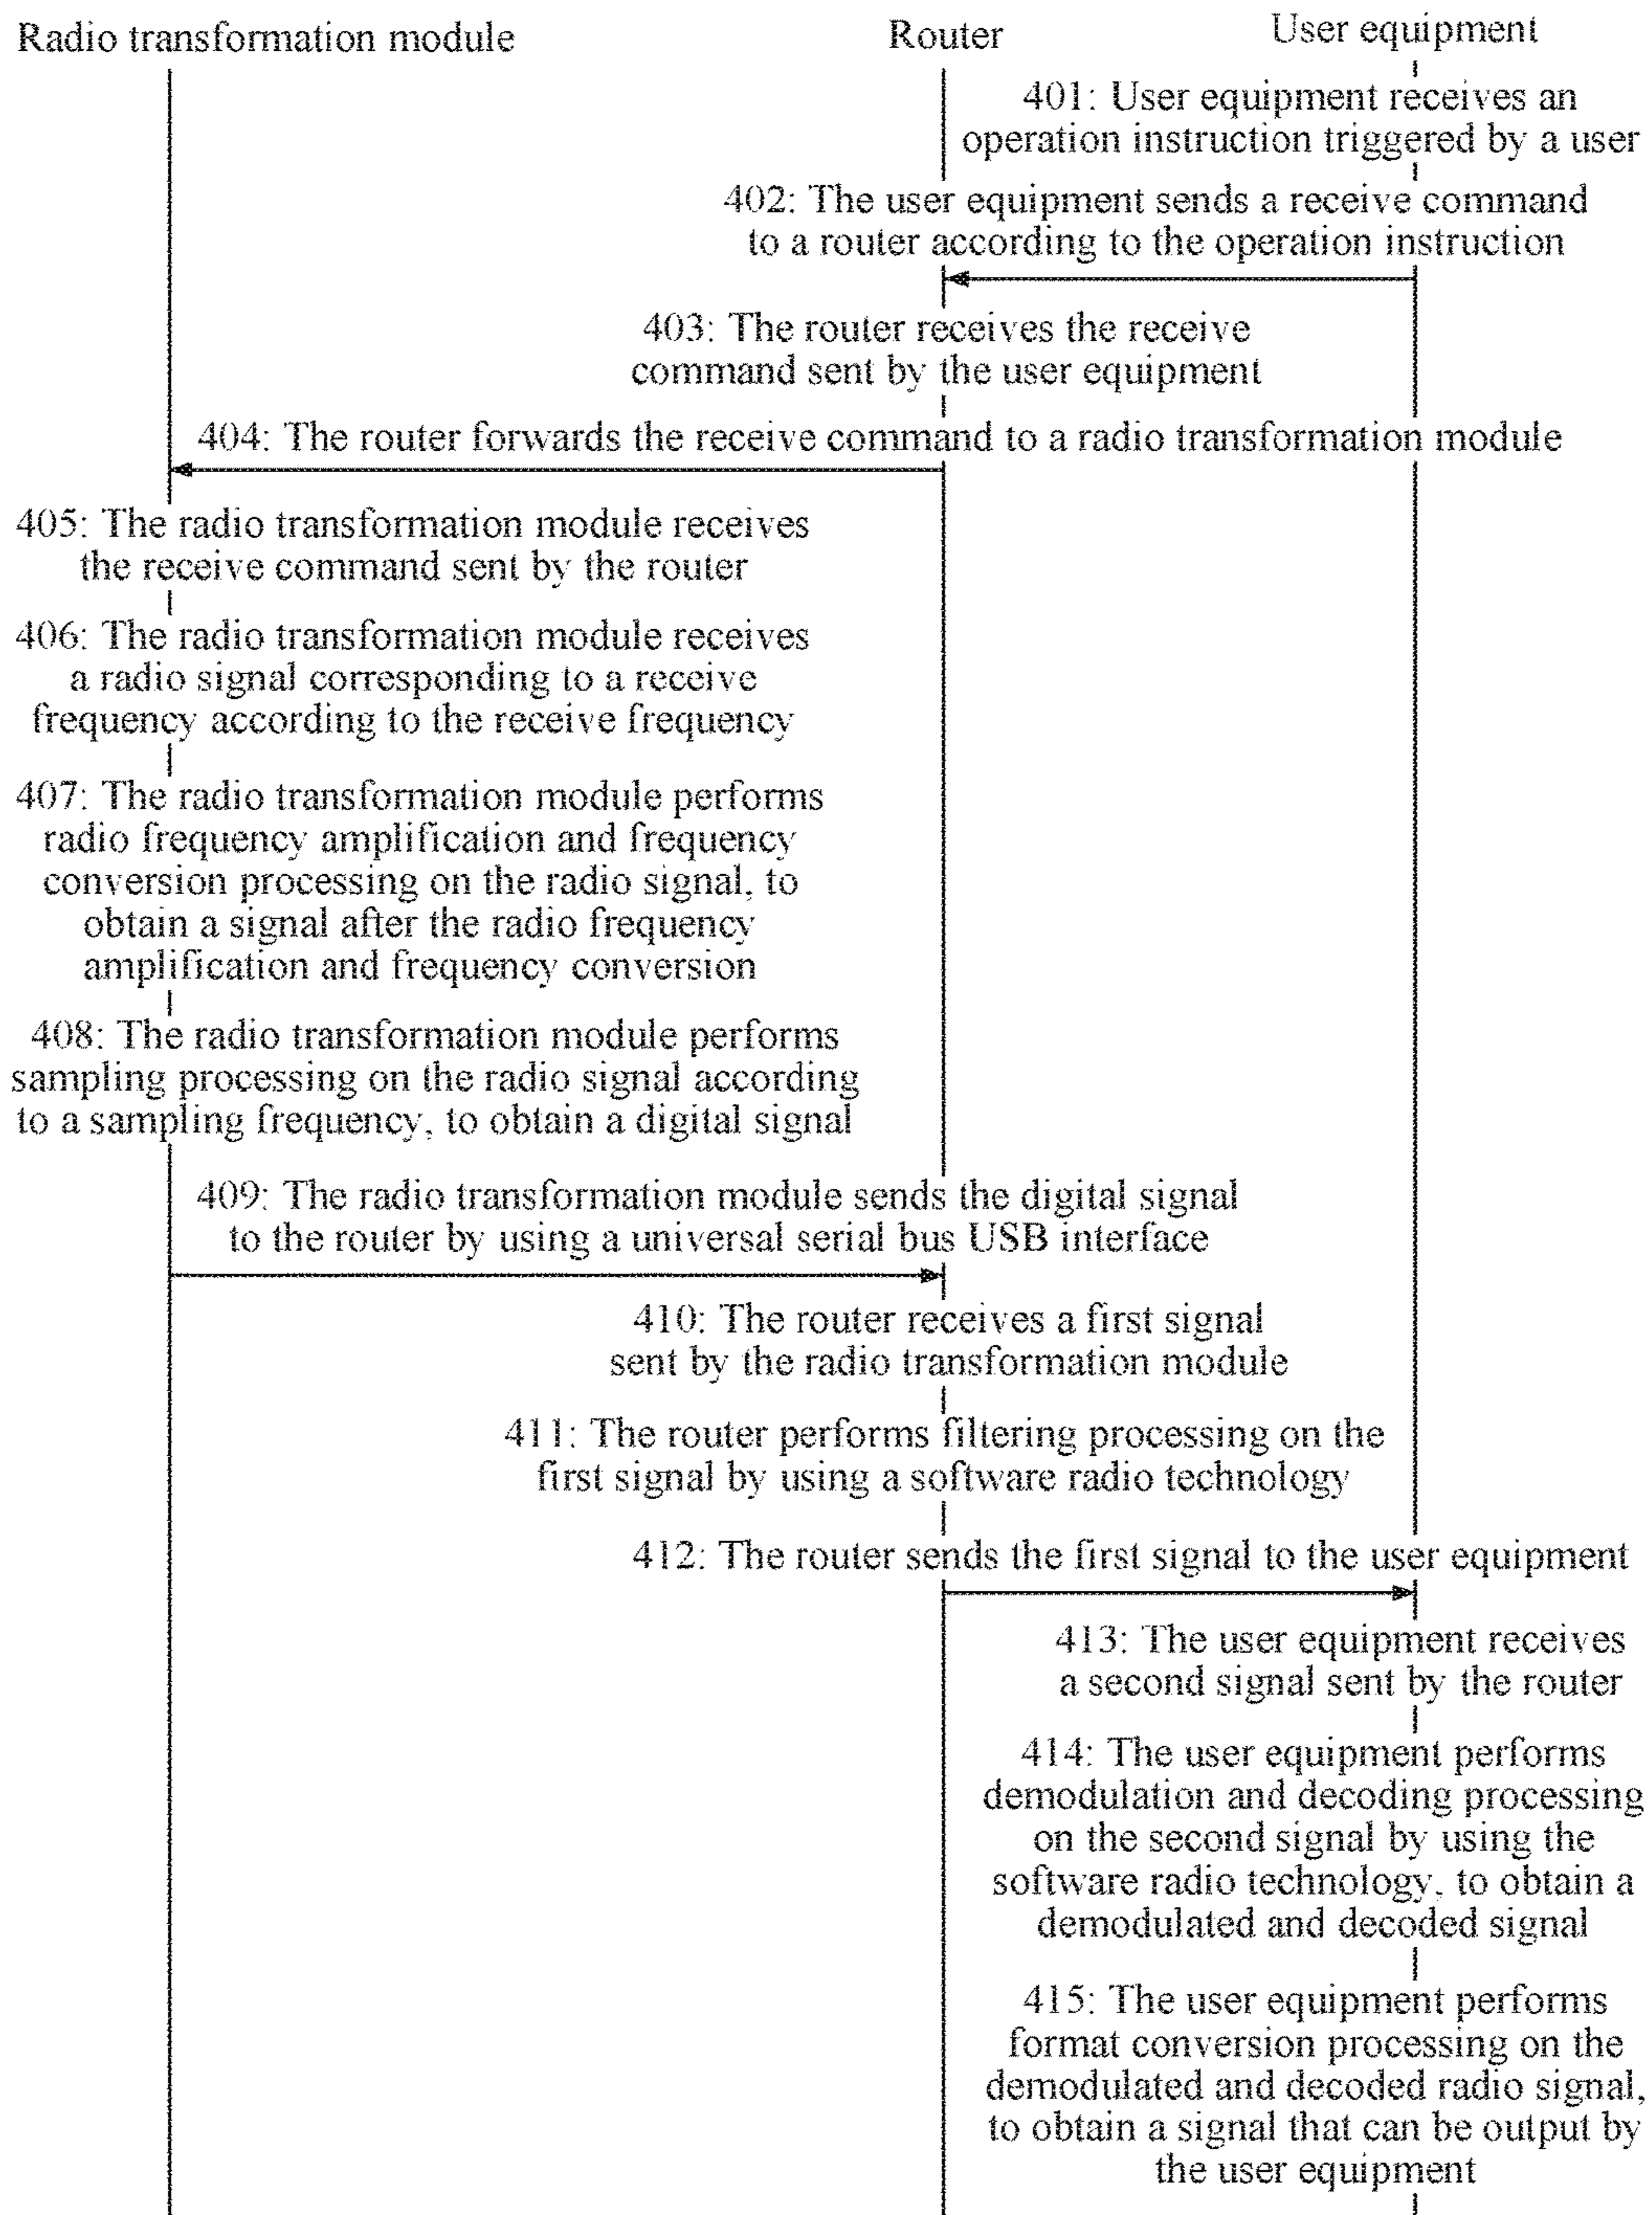 Radio transformation module
Router
User equipment
401: User equipment receives an
operation instruction triggered by a user
402: The user equipment sends a receive command
to a router according to the operation instruction
403: The router receives the receive
command sent by the user equipment
404: The router forwards the receive command to a radio transformation module
405: The radio transformation module receives
the receive command sent by the router
406: The radio transformation module receives
a radio signal corresponding to a receive
frequency according to the receive frequency
407: The radio transformation module performs
radio frequency amplification and frequency
conversion processing on the radio signal, to
obtain a signal after the radio frequency
amplification and frequency conversion
408: The radio transformation module performs
sampling processing on the radio signal according
to a sampling frequency, to obtain a digital signal
409: The radio transformation module sends the digital signal
to the router by using a universal serial bus USB interface
410: The router receives a first signal
sent by the radio transformation module
411: The router performs filtering processing on the
first signal by using a software radio technology
412: The router sends the first signal to the user equipment
413: The user equipment receives
a second signal sent by the router
414: The user equipment performs
demodulation and decoding processing
on the second signal by using the
software radio technology, to obtain a
demodulated and decoded signal
415: The user equipment performs
format conversion processing on the
demodulated and decoded radio signal,
to obtain a signal that can be output by
the user equipment